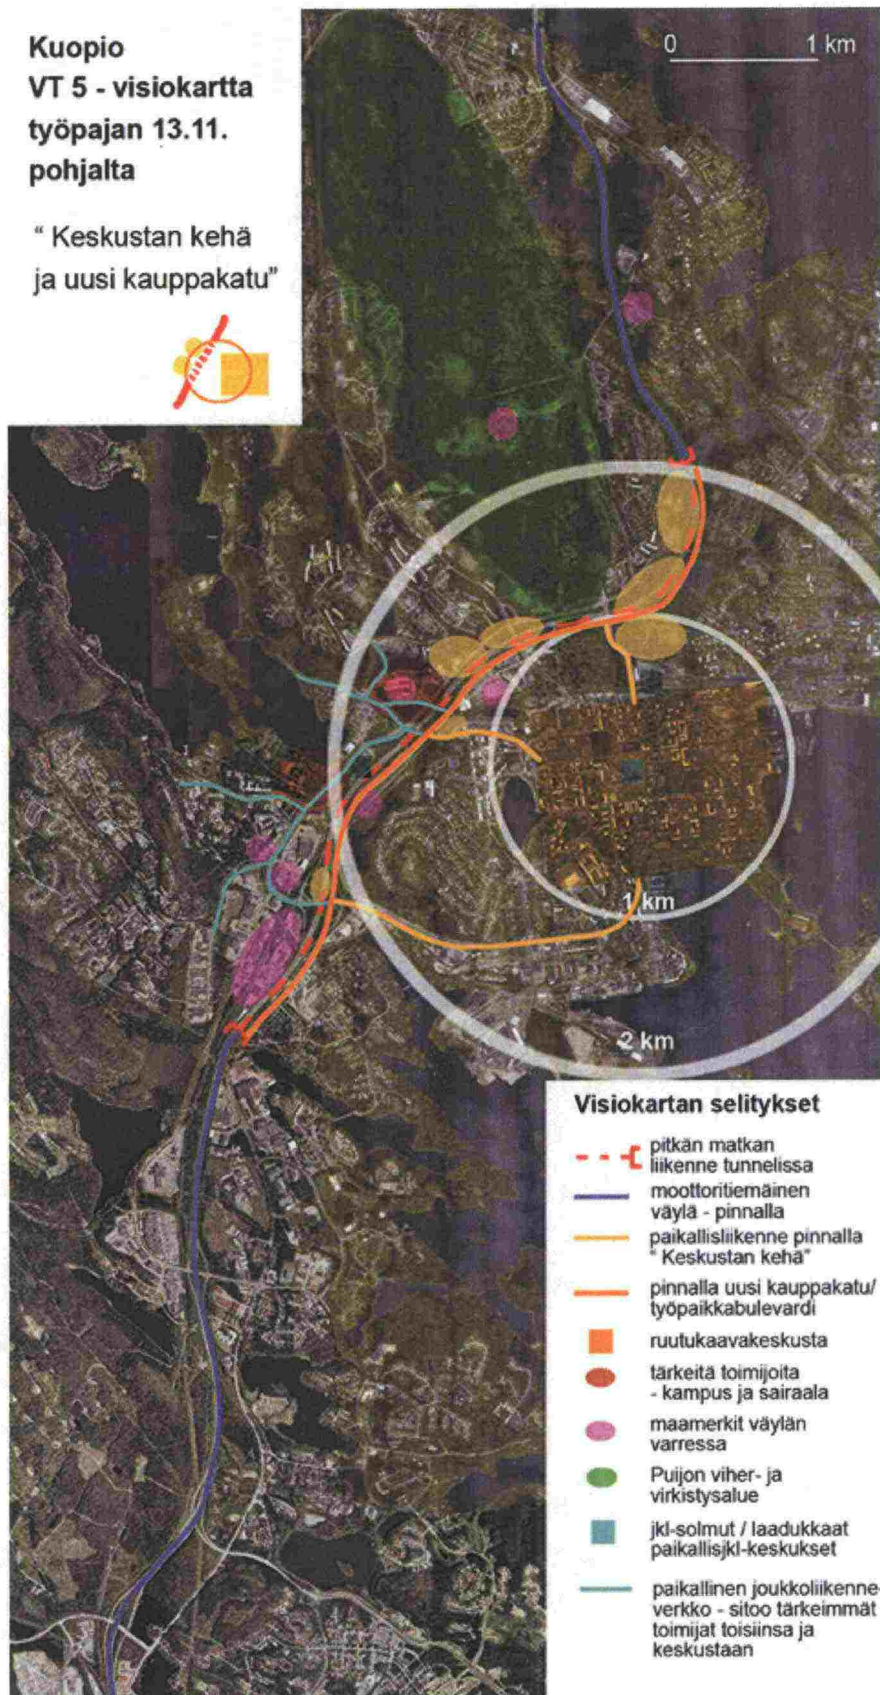 Kuopio
VT 5 - visiokartta
työpajan 13.11.
pohjalta
“ Keskustan kehä
ja uusi kauppakatu”
0 1 km
1 km
2 km
Visiokartan selitykset
pitkän matkan
liikenne tunnelissa
moottoritiemäinen
väylä - pinnalla
paikallisliikenne pinnalla
“ Keskustan kehä”
pinnalla uusi kauppakatu/
työpaikkabulevardi
ruutukaavakeskusta
tärkeitä toimijoita
- kampus ja sairaala
maamerkit väylän
varressa
Puijon viher- ja
virkistysalue
jkl-solmut / laadukkaat
paikallisjkl-keskukset
paikallinen joukkoliikenne-
verkko - sitoo tärkeimmät
toimijat toisiinsa ja
keskustaan